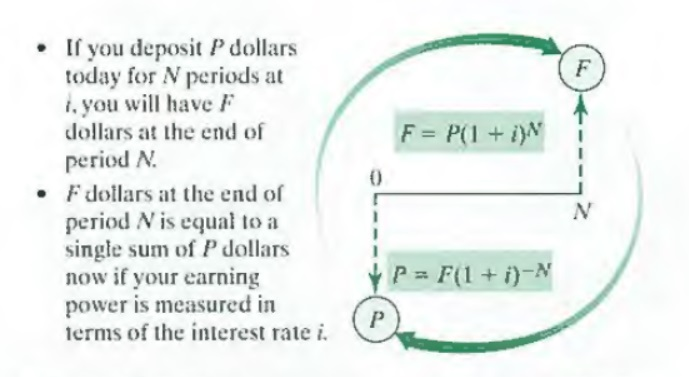 • If you deposit P dollars
today for N periods at
i, you will have F
dollars at the end of
period N.
• F dollars at the end of
period N is equal to a
single sum of P dollars
now if your earning
power is measured in
terms of the interest rate i.
F
F = P(1 + i)^N
0
N
P = F(1 + i)^−N
P